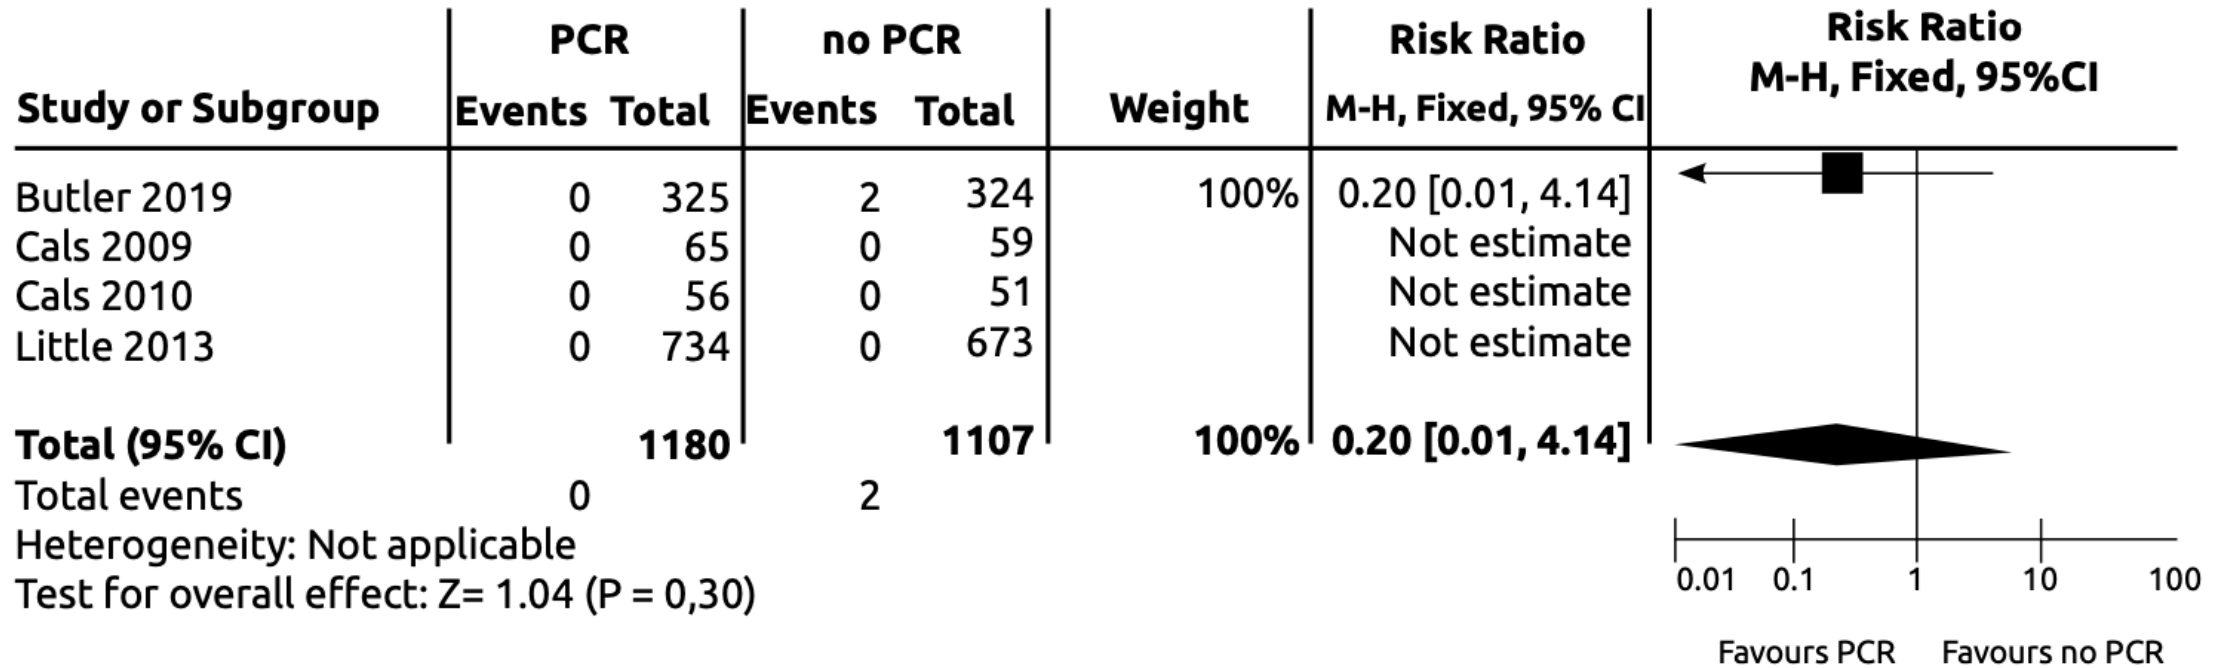 PCR no PCR Risk Ratio Risk Ratio
Study or Subgroup Events Total Events Total Weight M-H, Fixed, 95% CI M-H, Fixed, 95%CI
Butler 2019 0 325 2 324 100% 0.20 [0.01, 4.14]
Cals 2009 0 65 0 59 Not estimate
Cals 2010 0 56 0 51 Not estimate
Little 2013 0 734 0 673 Not estimate
Total (95% CI) 1180 1107 100% 0.20 [0.01, 4.14]
Total events 0 2
Heterogeneity: Not applicable
Test for overall effect: Z= 1.04 (P = 0,30)
0.01 0.1 1 10 100
Favours PCR Favours no PCR